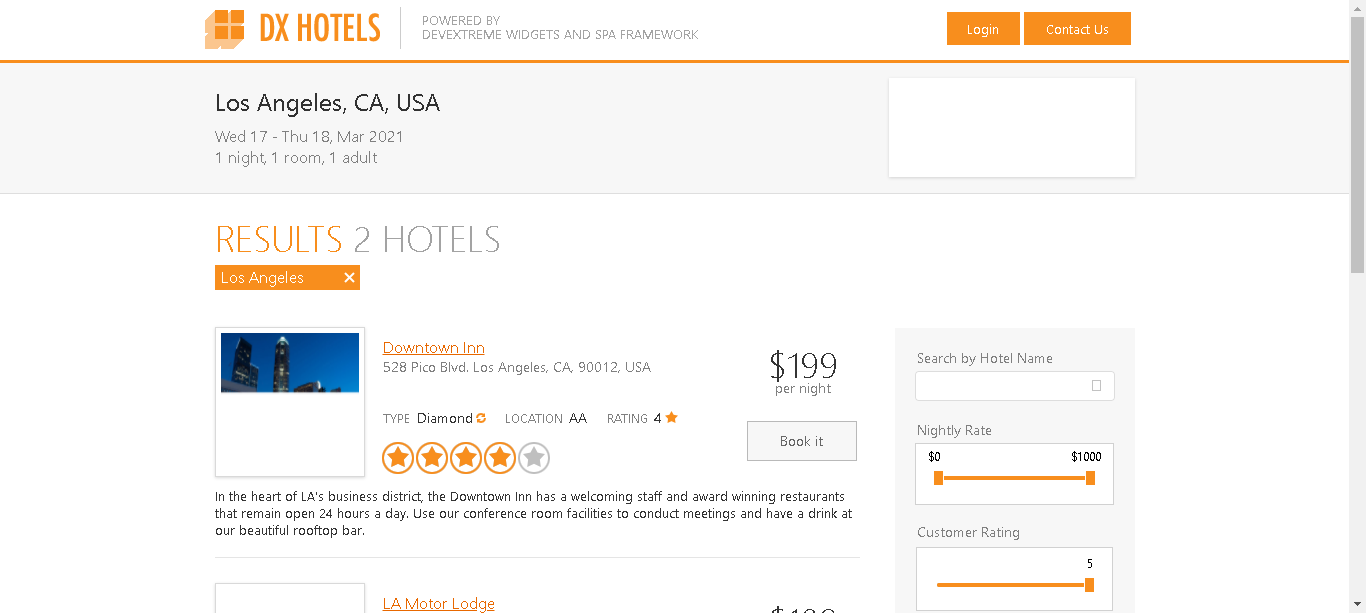 DX HOTELS
POWERED BY
DEVEXTREME WIDGETS AND SPA FRAMEWORK
Login
Contact Us
Los Angeles, CA, USA
Wed 17 - Thu 18, Mar 2021
1 night, 1 room, 1 adult
RESULTS 2 HOTELS
Los Angeles
Downtown Inn
528 Pico Blvd. Los Angeles, CA, 90012, USA
TYPE Diamond LOCATION AA RATING 4
$199
per night
Book it
In the heart of LA's business district, the Downtown Inn has a welcoming staff and award winning restaurants
that remain open 24 hours a day. Use our conference room facilities to conduct meetings and have a drink at
our beautiful rooftop bar.
LA Motor Lodge
Search by Hotel Name
Nightly Rate
$0 $1000
Customer Rating
5